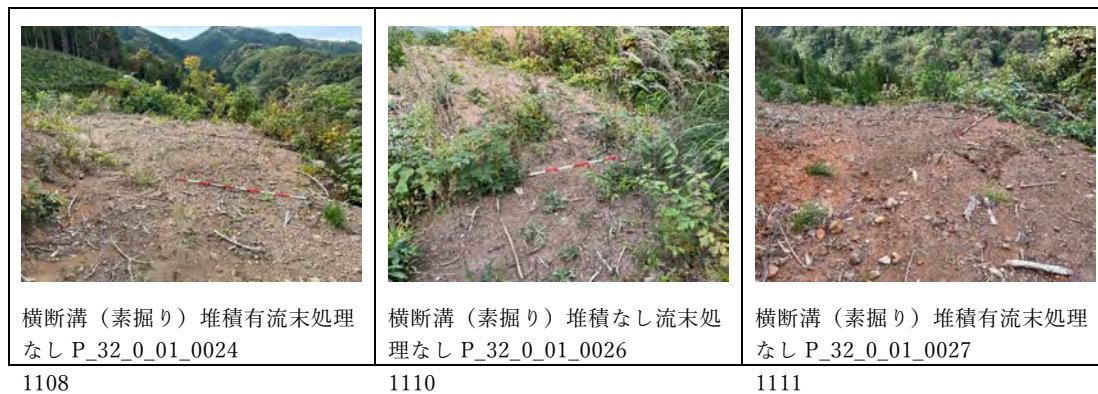 横断溝（素掘り）堆積有流末処理
なし P_32_0_01_0024
横断溝（素掘り）堆積なし流末処
理なし P_32_0_01_0026
横断溝（素掘り）堆積有流末処理
なし P_32_0_01_0027
1108
1110
1111